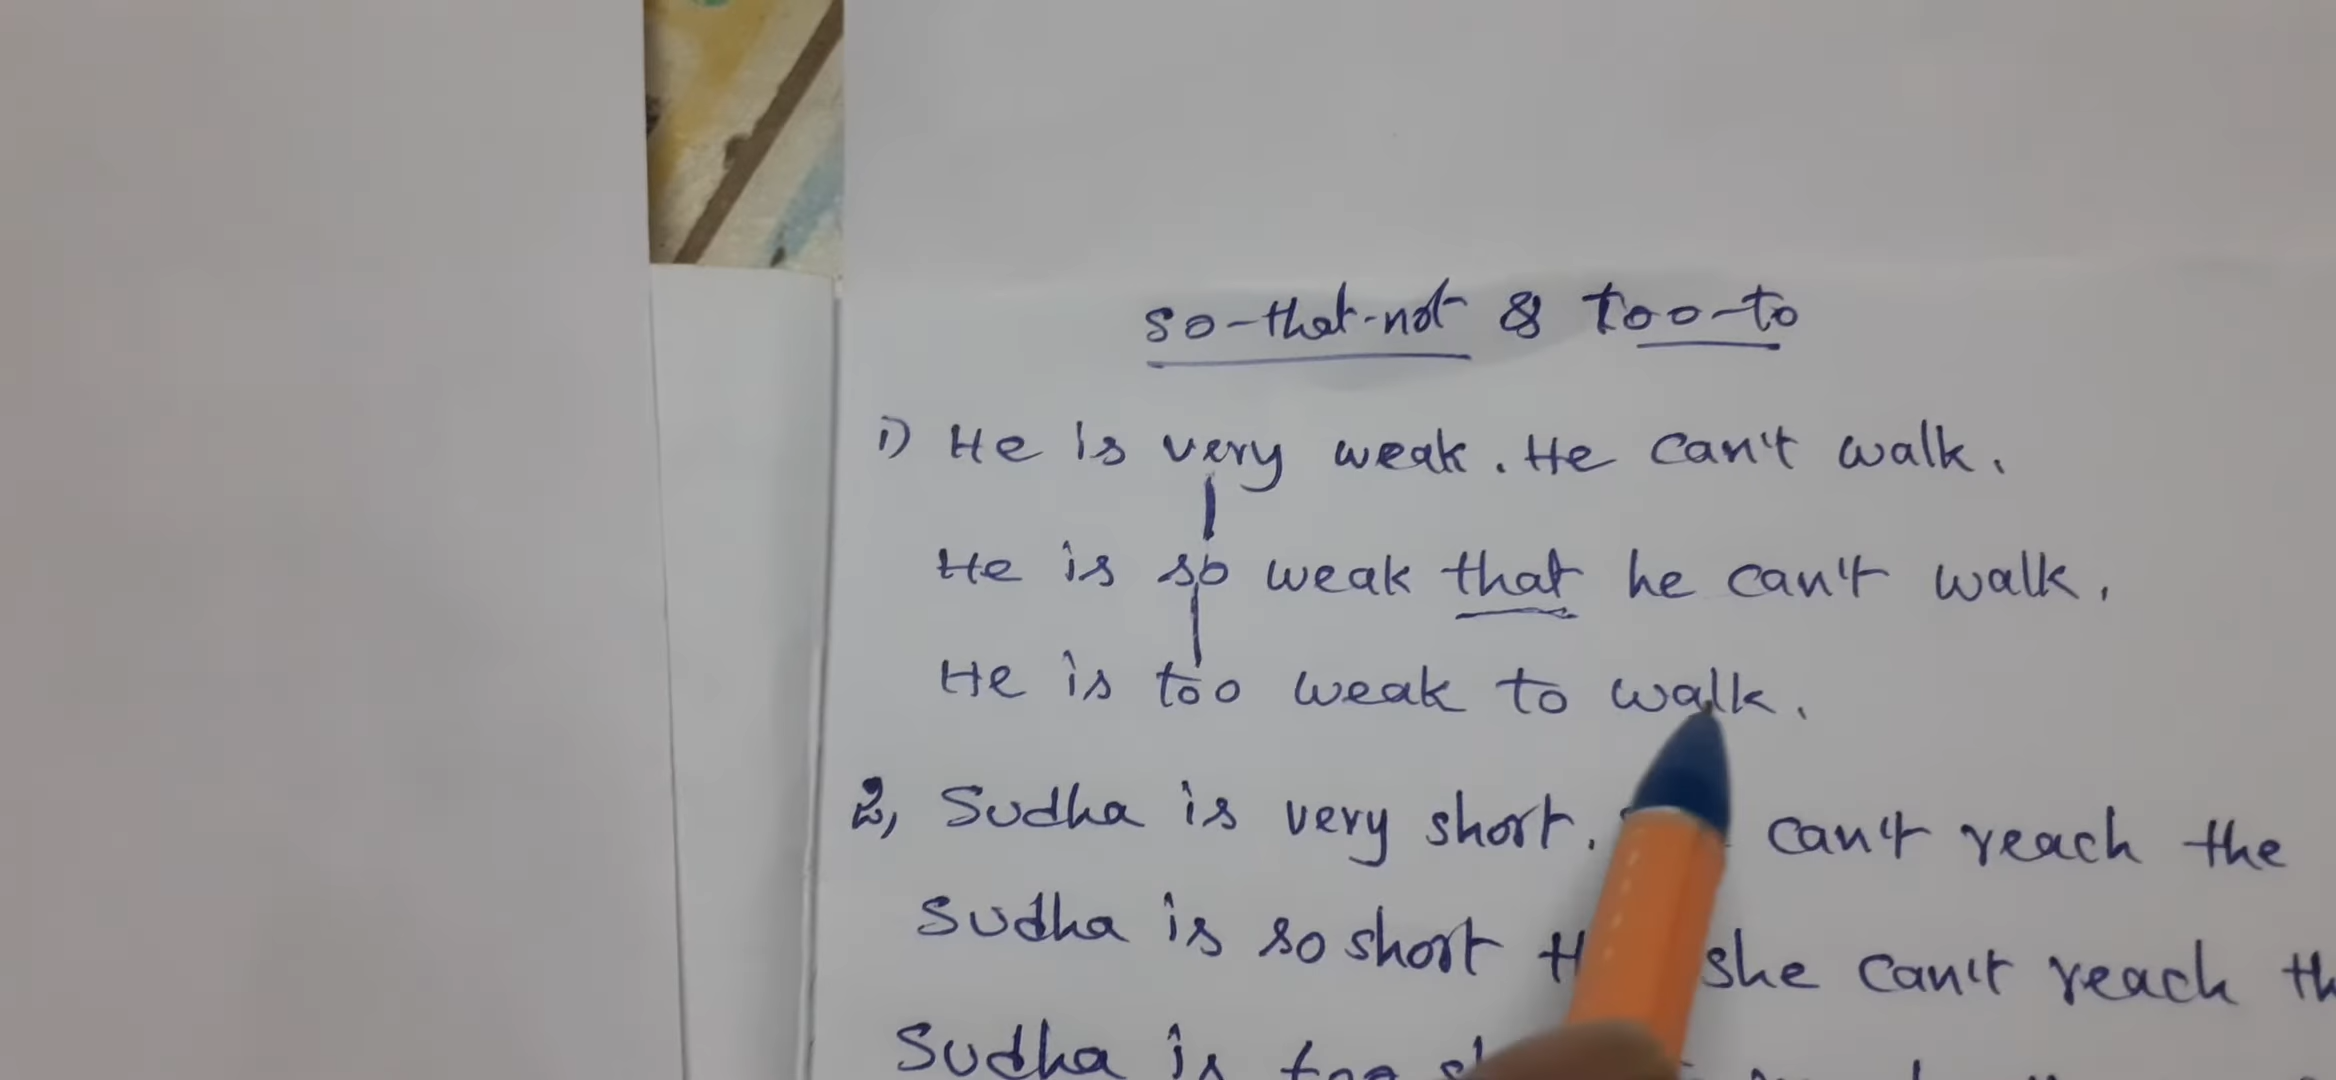 so-that-not & too-to
1) He is very weak. He can't walk.
He is so weak that he can't walk.
He is too weak to walk.
2, Sudha is very short. can't reach the
Sudha is so short she can't reach
Sudha is too